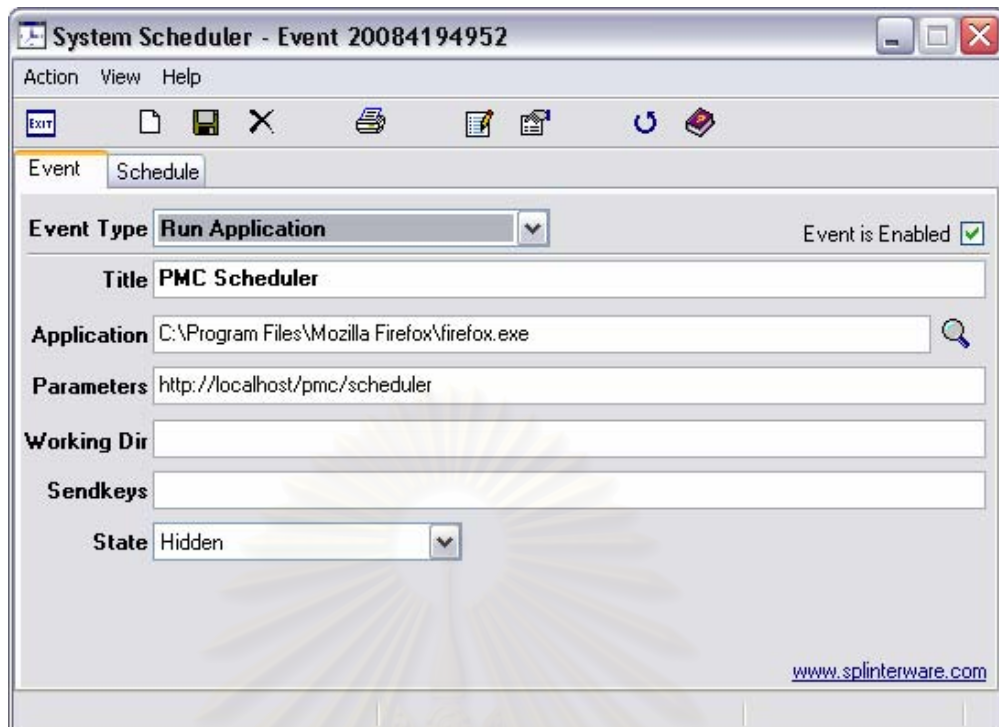 System Scheduler - Event 20084194952
Action View Help
EXIT
Event Schedule
Event Type Run Application Event is Enabled
Title PMC Scheduler
Application C:\Program Files\Mozilla Firefox\firefox.exe
Parameters http://localhost/pmc/scheduler
Working Dir
Sendkeys
State Hidden
www.splinterware.com